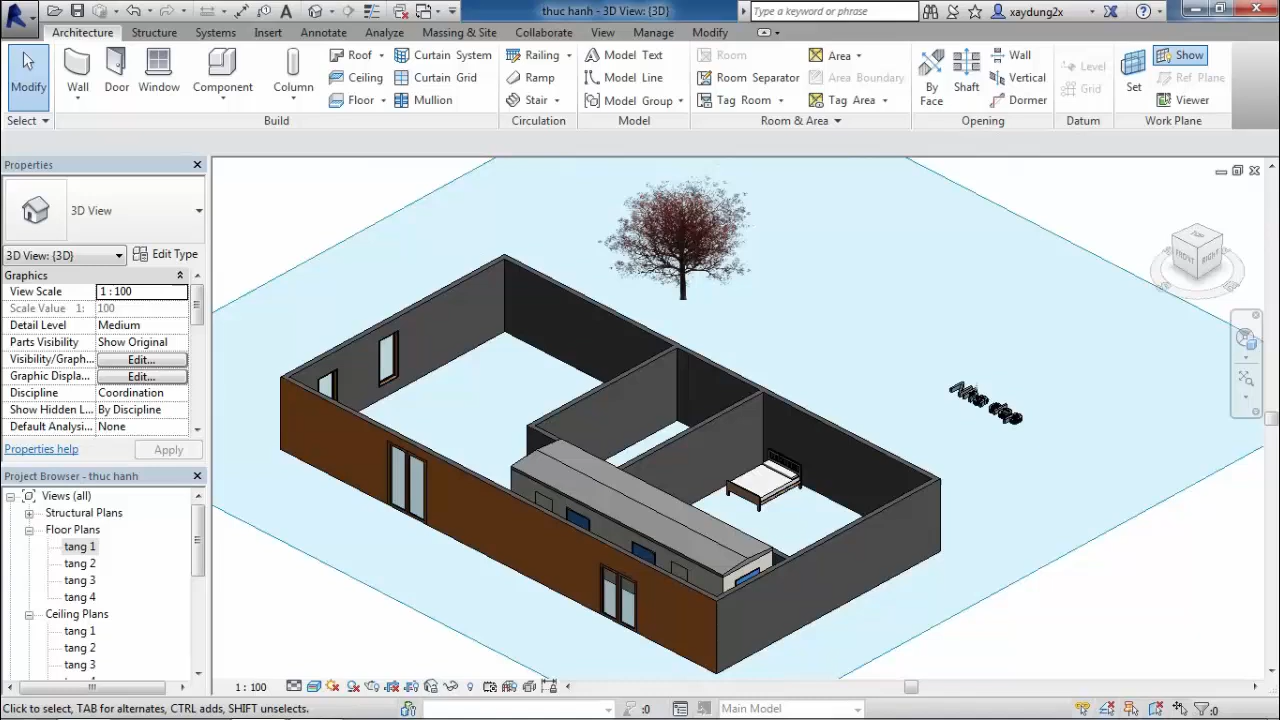 thuc hanh - 3D View: {3D}
Type a keyword or phrase
xaydung2x
Architecture Structure Systems Insert Annotate Analyze Massing & Site Collaborate View Manage Modify
Modify
Select
Wall
Door
Window
Component
Column
Roof
Ceiling
Floor
Curtain System
Curtain Grid
Mullion
Build
Railing
Ramp
Stair
Circulation
Model Text
Model Line
Model Group
Model
Room
Room Separator
Tag Room
Area
Area Boundary
Tag Area
Room & Area
By Face
Shaft
Wall
Vertical
Dormer
Opening
Level
Grid
Datum
Set
Show
Ref Plane
Viewer
Work Plane
Properties
3D View
3D View: {3D} Edit Type
Graphics
View Scale 1 : 100
Scale Value 1: 100
Detail Level Medium
Parts Visibility Show Original
Visibility/Graph... Edit...
Graphic Displa... Edit...
Discipline Coordination
Show Hidden L... By Discipline
Default Analysi... None
Properties help Apply
Project Browser - thuc hanh
Views (all)
Structural Plans
Floor Plans
tang 1
tang 2
tang 3
tang 4
Ceiling Plans
tang 1
tang 2
tang 3
TOP
FRONT
RIGHT
1 : 100
Click to select, TAB for alternates, CTRL adds, SHIFT unselects.
:0
Main Model
:0